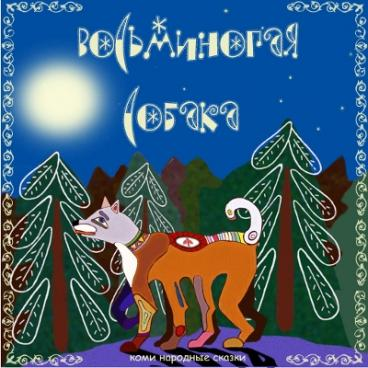 ВОСЬМИНОГАЯ
СОБАКА
коми народные сказки